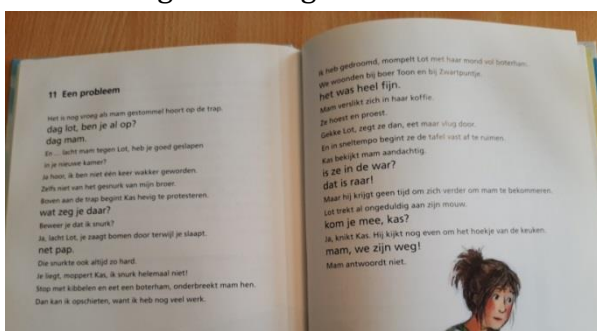 11 Een probleem
Het is nog vroeg als mam gestommel hoort op de trap.
dag lot, ben je al op?
dag mam.
En ... lacht mam tegen Lot, heb je goed geslapen
in je nieuwe kamer?
Ja hoor, ik ben niet één keer wakker geworden.
Zelfs niet van het gesnurk van mijn broer.
Boven aan de trap begint Kas hevig te protesteren.
wat zeg je daar?
Beweer je dat ik snurk?
Ja, lacht Lot, je zaagt bomen door terwijl je slaapt.
net pap.
Die snurkte ook altijd zo hard.
Je liegt, moppert Kas, ik snurk helemaal niet!
Stop met kibbelen en eet een boterham, onderbreekt mam hen.
Dan kan ik opschieten, want ik heb nog veel werk.
Ik heb gedroomd, mompelt Lot met haar mond vol boterham.
We woonden bij boer Toon en bij Zwartpuntje.
het was heel fijn.
Mam verslikt zich in haar koffie.
Ze hoest en proest.
Gekke Lot, zegt ze dan, eet maar vlug door.
En in sneltempo begint ze de tafel vast af te ruimen.
Kas bekijkt mam aandachtig.
is ze in de war?
dat is raar!
Maar hij krijgt geen tijd om zich verder om mam te bekommeren.
Lot trekt al ongeduldig aan zijn mouw.
kom je mee, kas?
Ja, knikt Kas. Hij kijkt nog even om het hoekje van de keuken.
mam, we zijn weg!
Mam antwoordt niet.